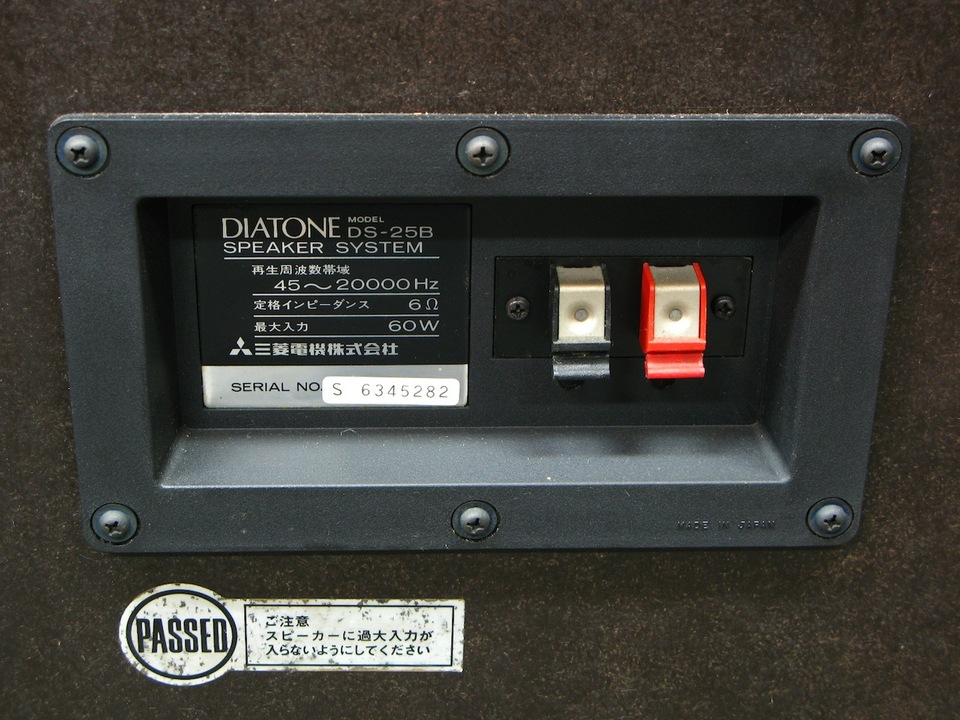 DIATONE MODEL DS-25B
SPEAKER SYSTEM
再生周波数帯域
45～20000Hz
定格インピーダンス 6Ω
最大入力 60W
三菱電機株式会社
SERIAL NO. S 6345282
MADE IN JAPAN
PASSED
ご注意
スピーカーに過大入力が
入らないようにしてください